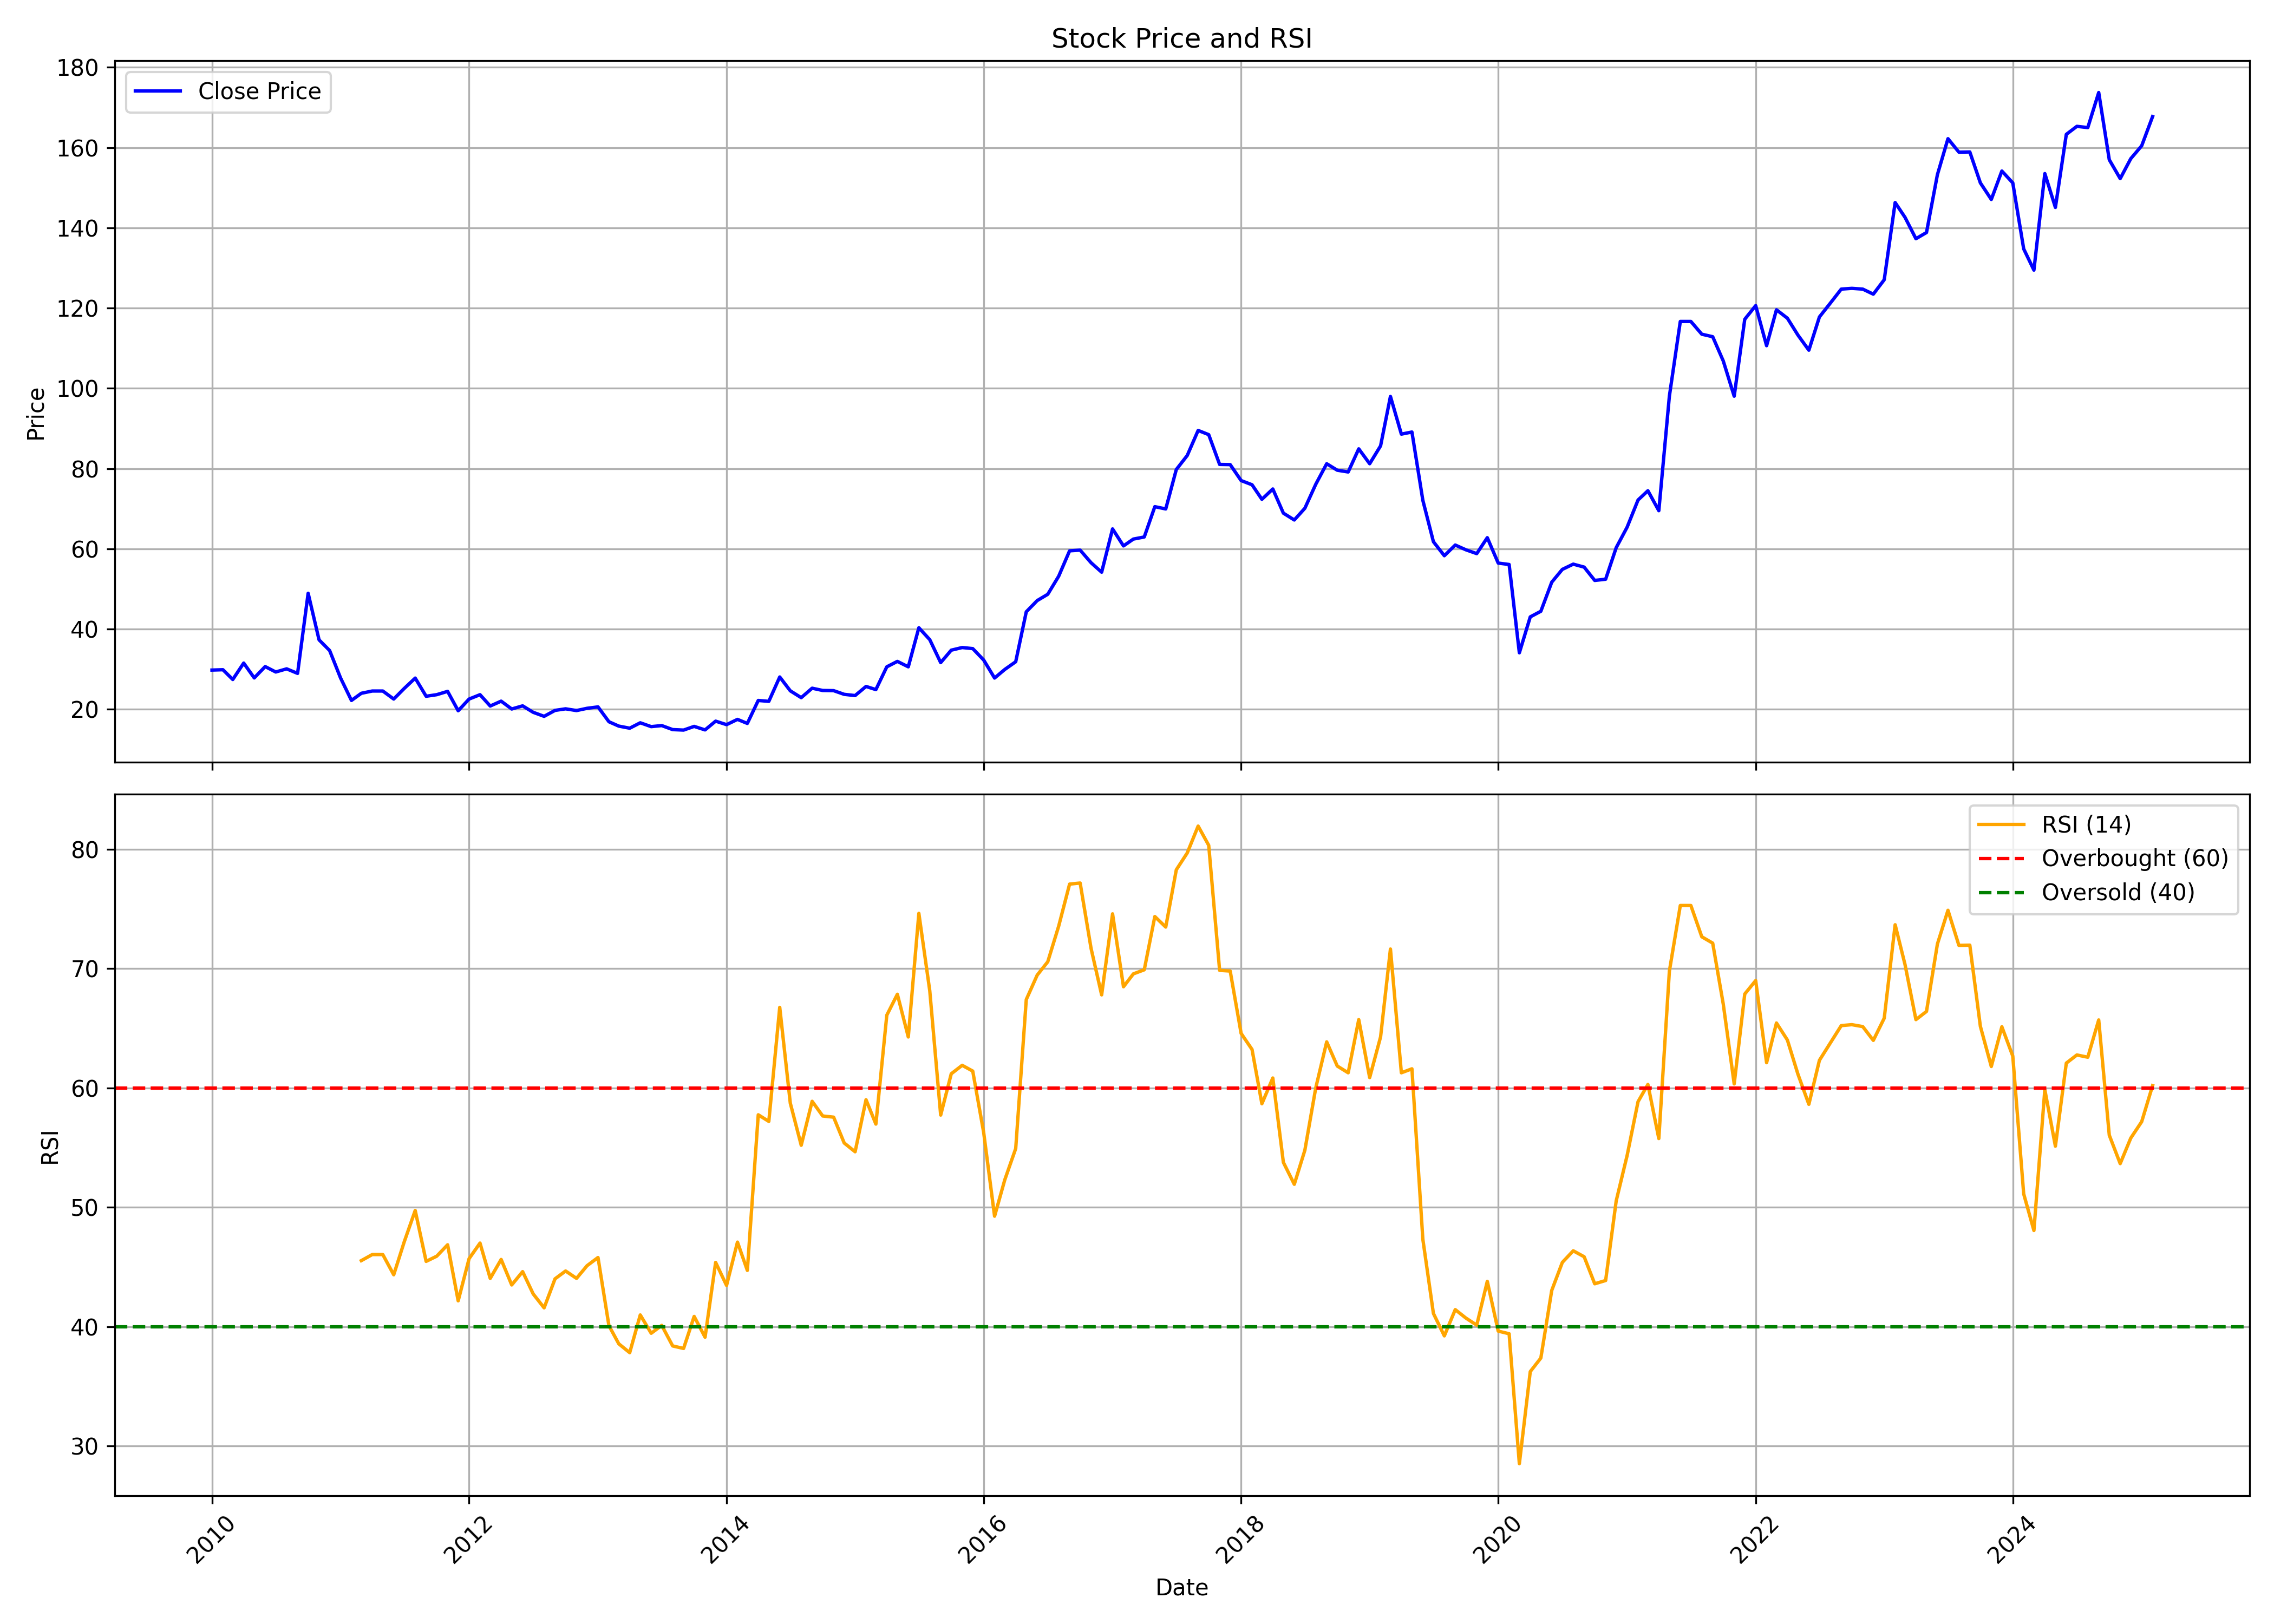 Stock Price and RSI
180
160
140
120
100
80
60
40
20
Price
Close Price
80
70
60
50
40
30
RSI
RSI (14)
Overbought (60)
Oversold (40)
2010
2012
2014
2016
2018
2020
2022
2024
Date